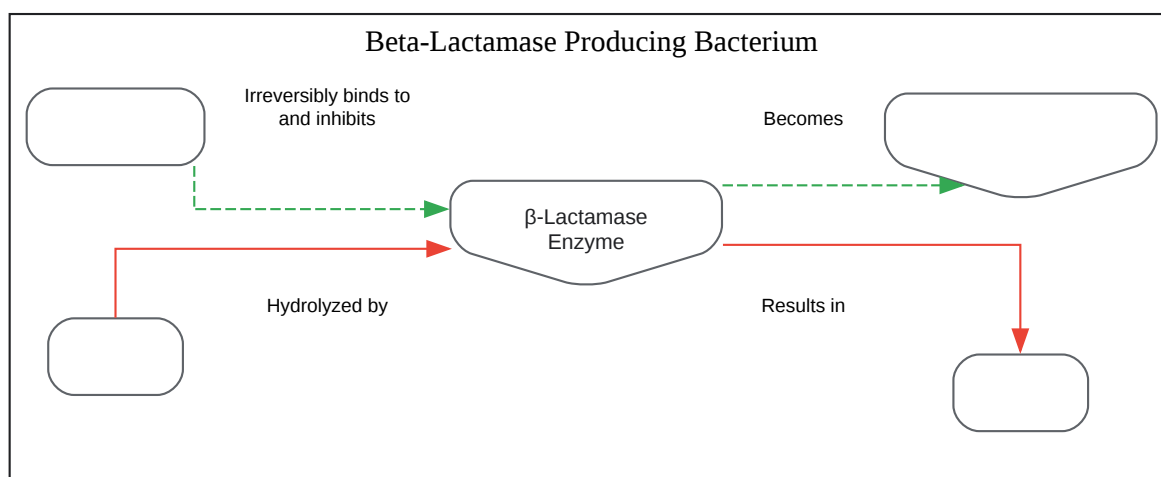 Beta-Lactamase Producing Bacterium
Irreversibly binds to
and inhibits
Becomes
β-Lactamase
Enzyme
Hydrolyzed by
Results in